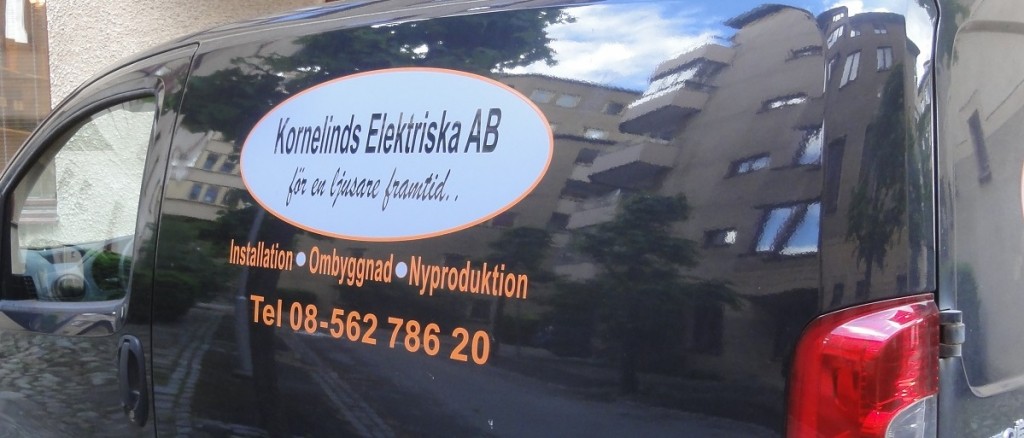 Kornelinds Elektriska AB
för en ljusare framtid..
Installation • Ombyggnad • Nyproduktion
Tel 08-562 786 20